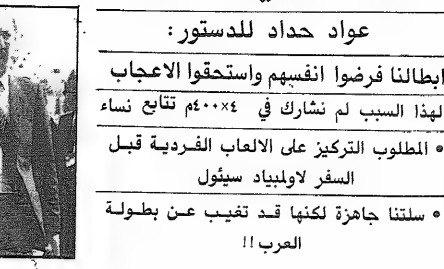 عواد حداد للدستور:
ابطالنا فرضوا انفسهم واستحقوا الاعجاب
لهذا السبب لم نشارك في ٤×٤٠٠م تتابع نساء
• المطلوب التركيز على الالعاب الفردية قبل
السفر لاولمبياد سيئول
• سلتنا جاهزة لكنها قد تغيب عن بطولة
العرب!!